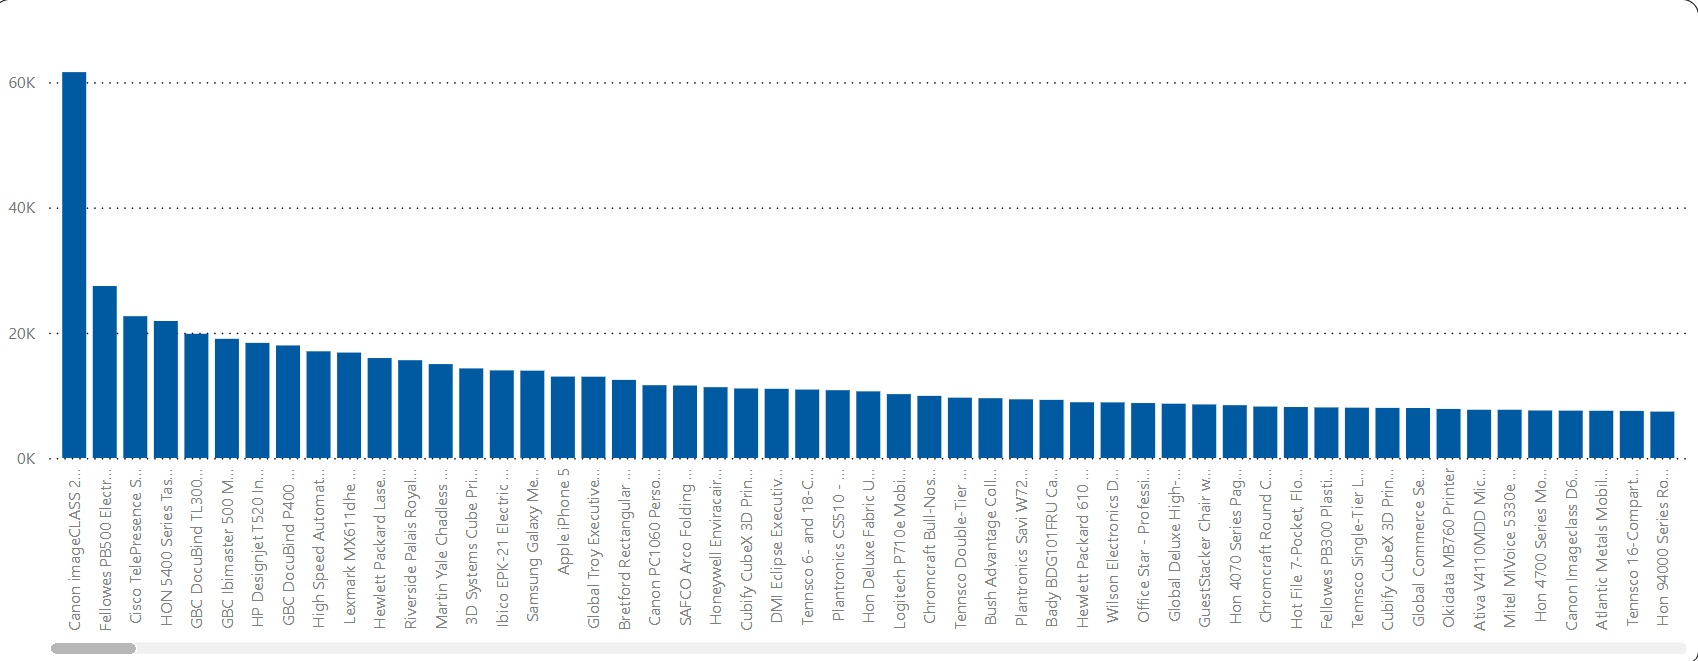 60K
40K
20K
0K
Canon imageCLASS 2...
Fellowes PB500 Electr...
Cisco TelePresence S...
HON 5400 Series Tas...
GBC DocuBind TL300...
GBC Ibimaster 500 M...
HP Designjet T520 In...
GBC DocuBind P400 ...
High Speed Automat...
Lexmark MX611dhe ...
Hewlett Packard Lase...
Riverside Palais Royal...
Martin Yale Chadless ...
3D Systems Cube Pri...
Ibico EPK-21 Electric ...
Samsung Galaxy Me...
Apple iPhone 5
Global Troy Executive...
Bretford Rectangular ...
Canon PC1060 Perso...
SAFCO Arco Folding ...
Honeywell Enviracair...
Cubify CubeX 3D Prin...
DMI Eclipse Executiv...
Tennsco 6- and 18-C...
Plantronics CS510 - ...
Hon Deluxe Fabric U...
Logitech P710e Mobi...
Chromcraft Bull-Nos...
Tennsco Double-Tier ...
Bush Advantage Coll...
Plantronics Savi W72...
Bady BDG101FRU Ca...
Hewlett Packard 610 ...
Wilson Electronics D...
Office Star - Professi...
Global Deluxe High-...
GuestStacker Chair w...
Hon 4070 Series Pag...
Chromcraft Round C...
Hot File 7-Pocket, Flo...
Fellowes PB300 Plasti...
Tennsco Single-Tier L...
Cubify CubeX 3D Prin...
Global Commerce Se...
Okidata MB760 Printer
Ativa V4110MDD Mic...
Mitel MiVoice 5330e ...
Hon 4700 Series Mo...
Canon Imageclass D6...
Atlantic Metals Mobil...
Tennsco 16-Compart...
Hon 94000 Series Ro...